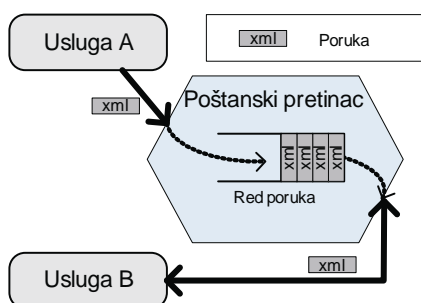 Usluga A
xml
Poruka
xml
Poštanski pretinac
xml
xml
xml
xml
Red poruka
xml
Usluga B